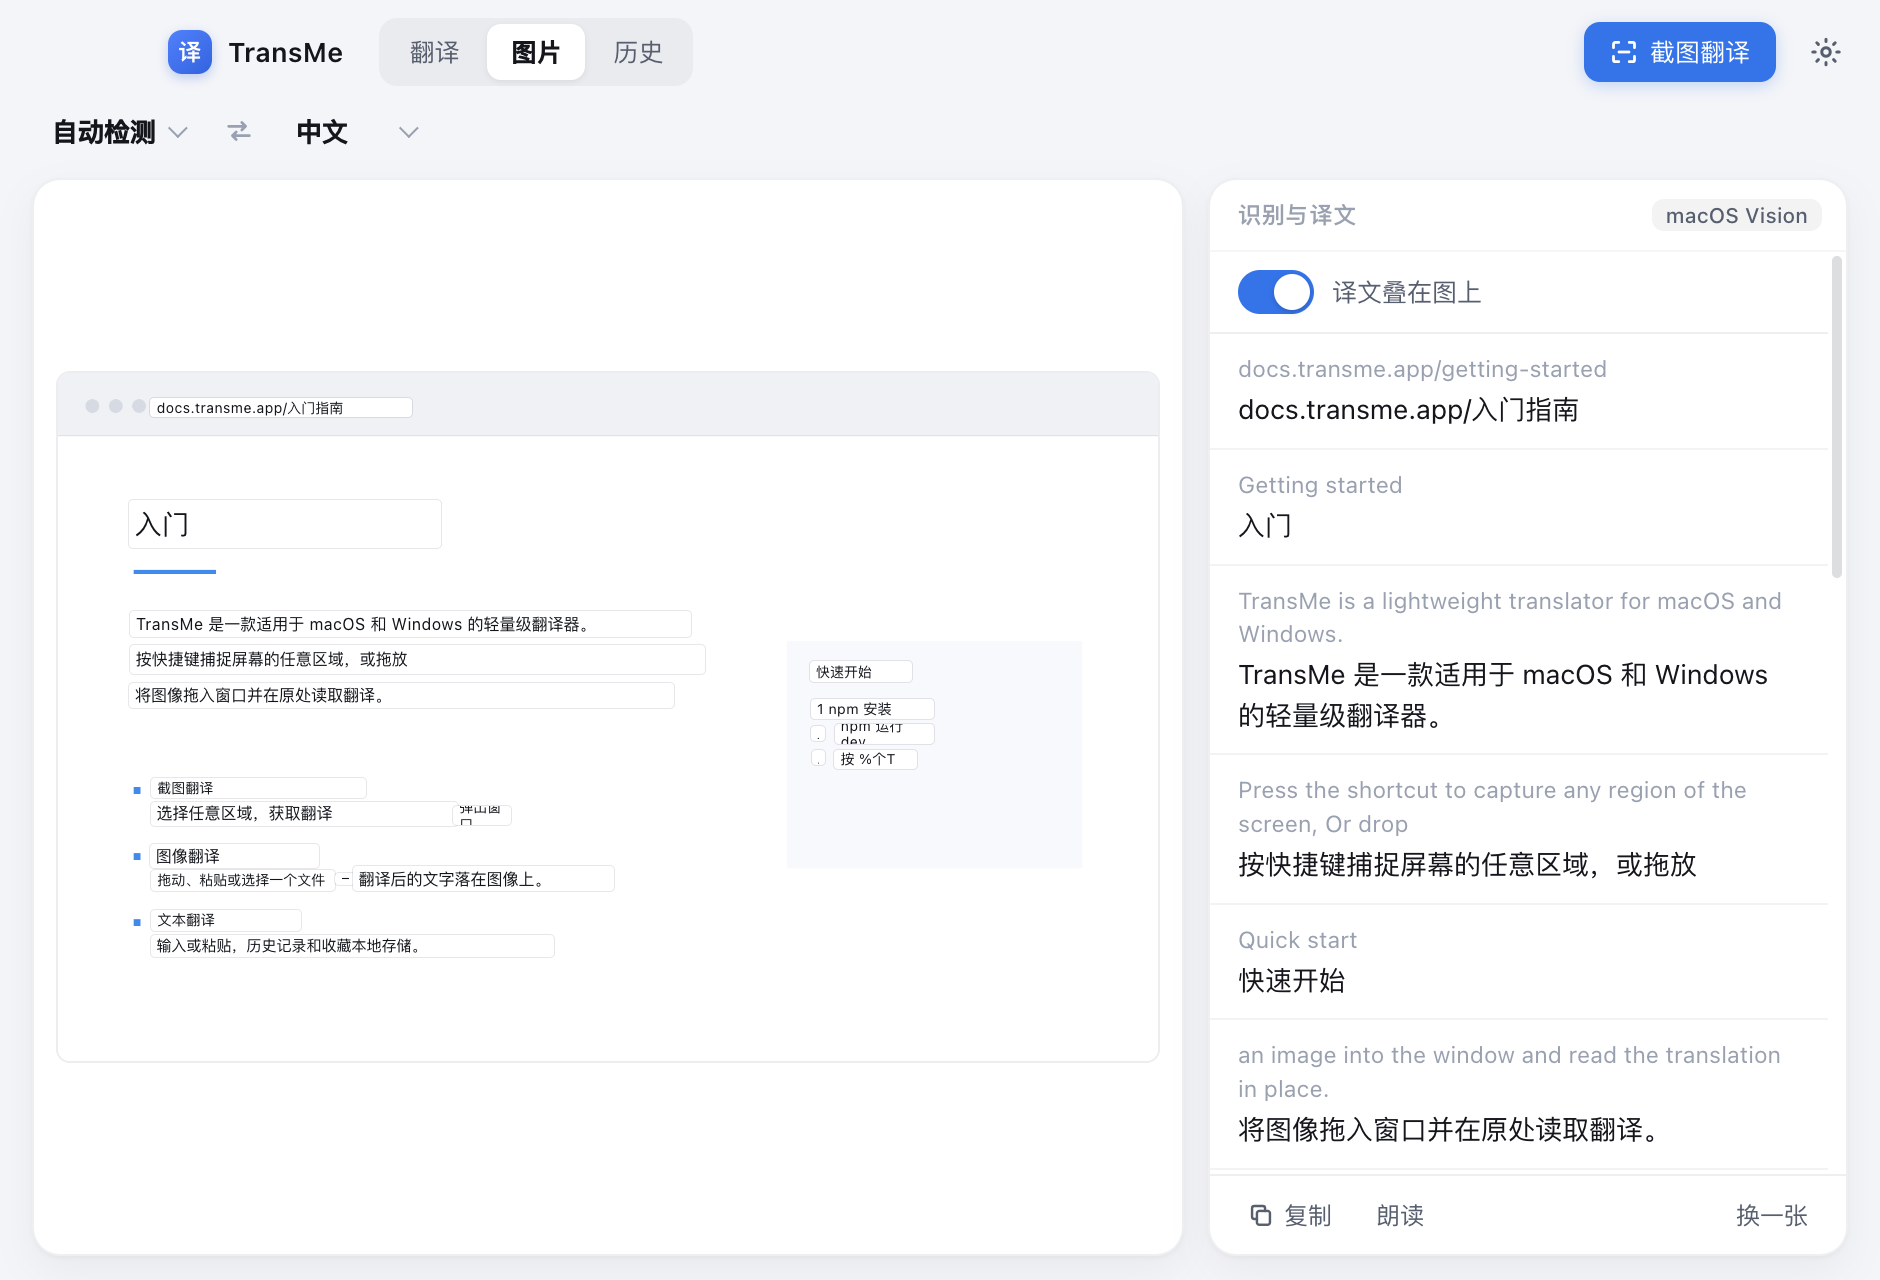 译 TransMe 翻译 图片 历史 截图翻译
自动检测 中文
docs.transme.app/入门指南
入门
TransMe 是一款适用于 macOS 和 Windows 的轻量级翻译器。
按快捷键捕捉屏幕的任意区域，或拖放
将图像拖入窗口并在原处读取翻译。
截图翻译
选择任意区域，获取翻译
图像翻译
拖动、粘贴或选择一个文件 – 翻译后的文字落在图像上。
文本翻译
输入或粘贴，历史记录和收藏本地存储。
快速开始
1 npm 安装
. npm 运行
dev
. 按 %个T
识别与译文 macOS Vision
译文叠在图上
docs.transme.app/getting-started
docs.transme.app/入门指南
Getting started
入门
TransMe is a lightweight translator for macOS and
Windows.
TransMe 是一款适用于 macOS 和 Windows
的轻量级翻译器。
Press the shortcut to capture any region of the
screen, Or drop
按快捷键捕捉屏幕的任意区域，或拖放
Quick start
快速开始
an image into the window and read the translation
in place.
将图像拖入窗口并在原处读取翻译。
复制 朗读 换一张